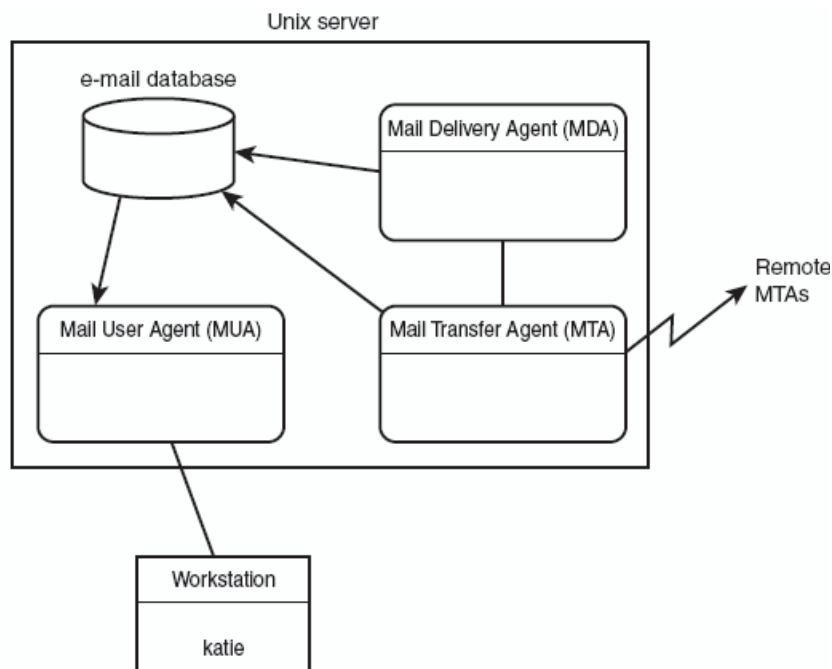 Unix server
e-mail database
Mail Delivery Agent (MDA)
Remote
MTAs
Mail User Agent (MUA)
Mail Transfer Agent (MTA)
Workstation
katie